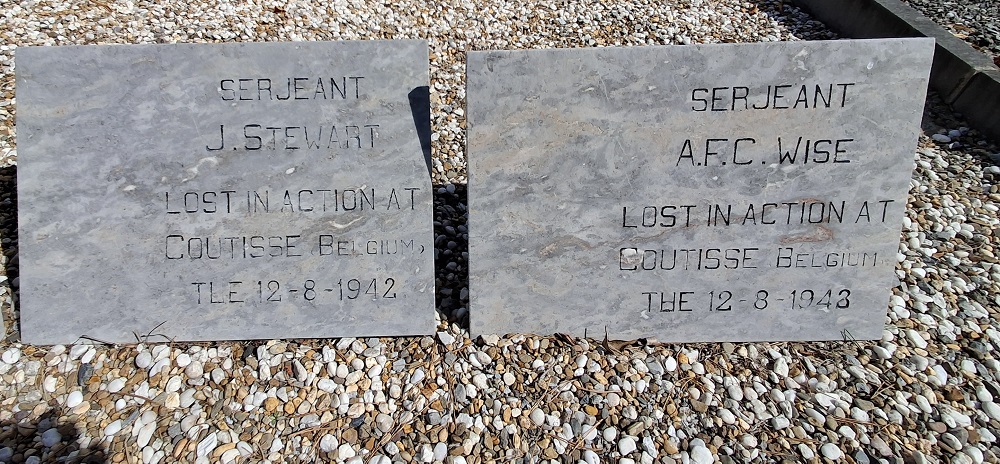 SERJEANT
J. STEWART
LOST IN ACTION AT
COUTISSE BELGIUM,
TLE 12-8-1942
SERJEANT
A.F.C. WISE
LOST IN ACTION AT
COUTISSE BELGIUM.
THE 12-8-1943